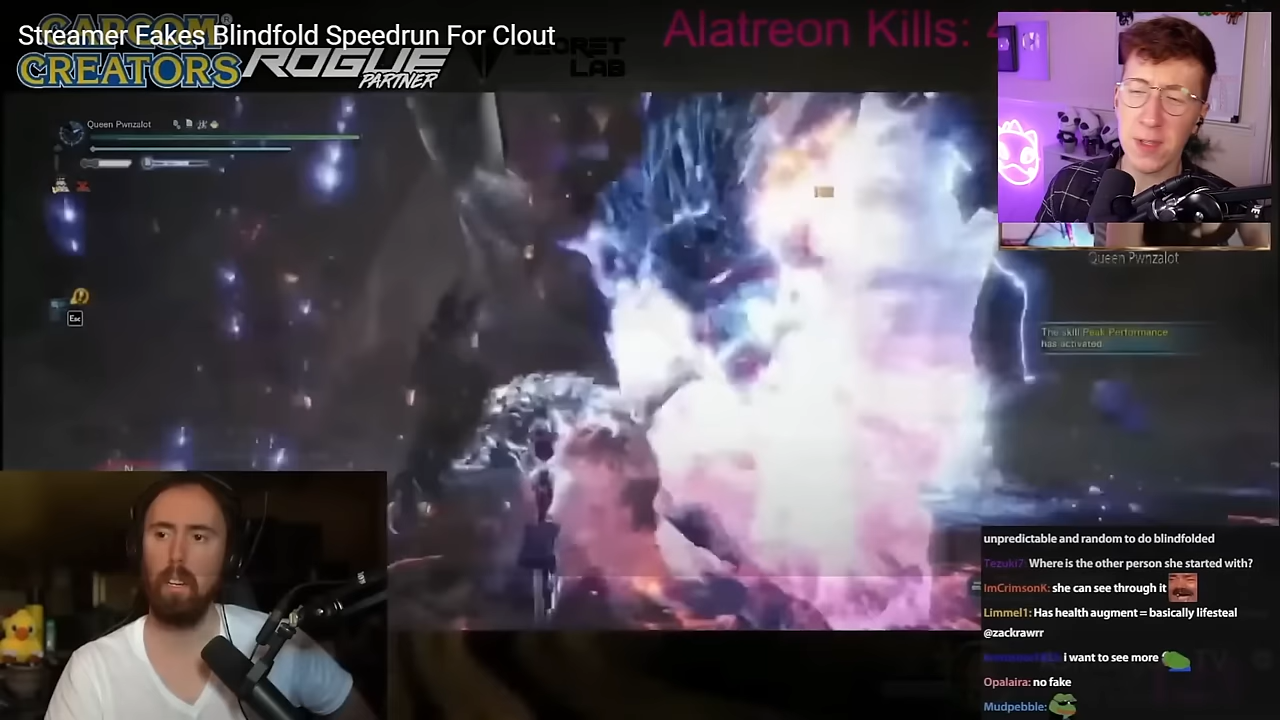 Streamer Fakes Blindfold Speedrun For Clout
CAPCOM
CREATORS
ROGUE
PARTNER
SECRET
LAB
Alatreon Kills:
Queen Pwnzalot
Esc
N
Queen Pwnzalot
The skill Peak Performance
has activated.
unpredictable and random to do blindfolded
Tezuki7: Where is the other person she started with?
ImCrimsonK: she can see through it
Limmel1: Has health augment = basically lifesteal
@zackrawrr
i want to see more
Opalaira: no fake
Mudpebble: